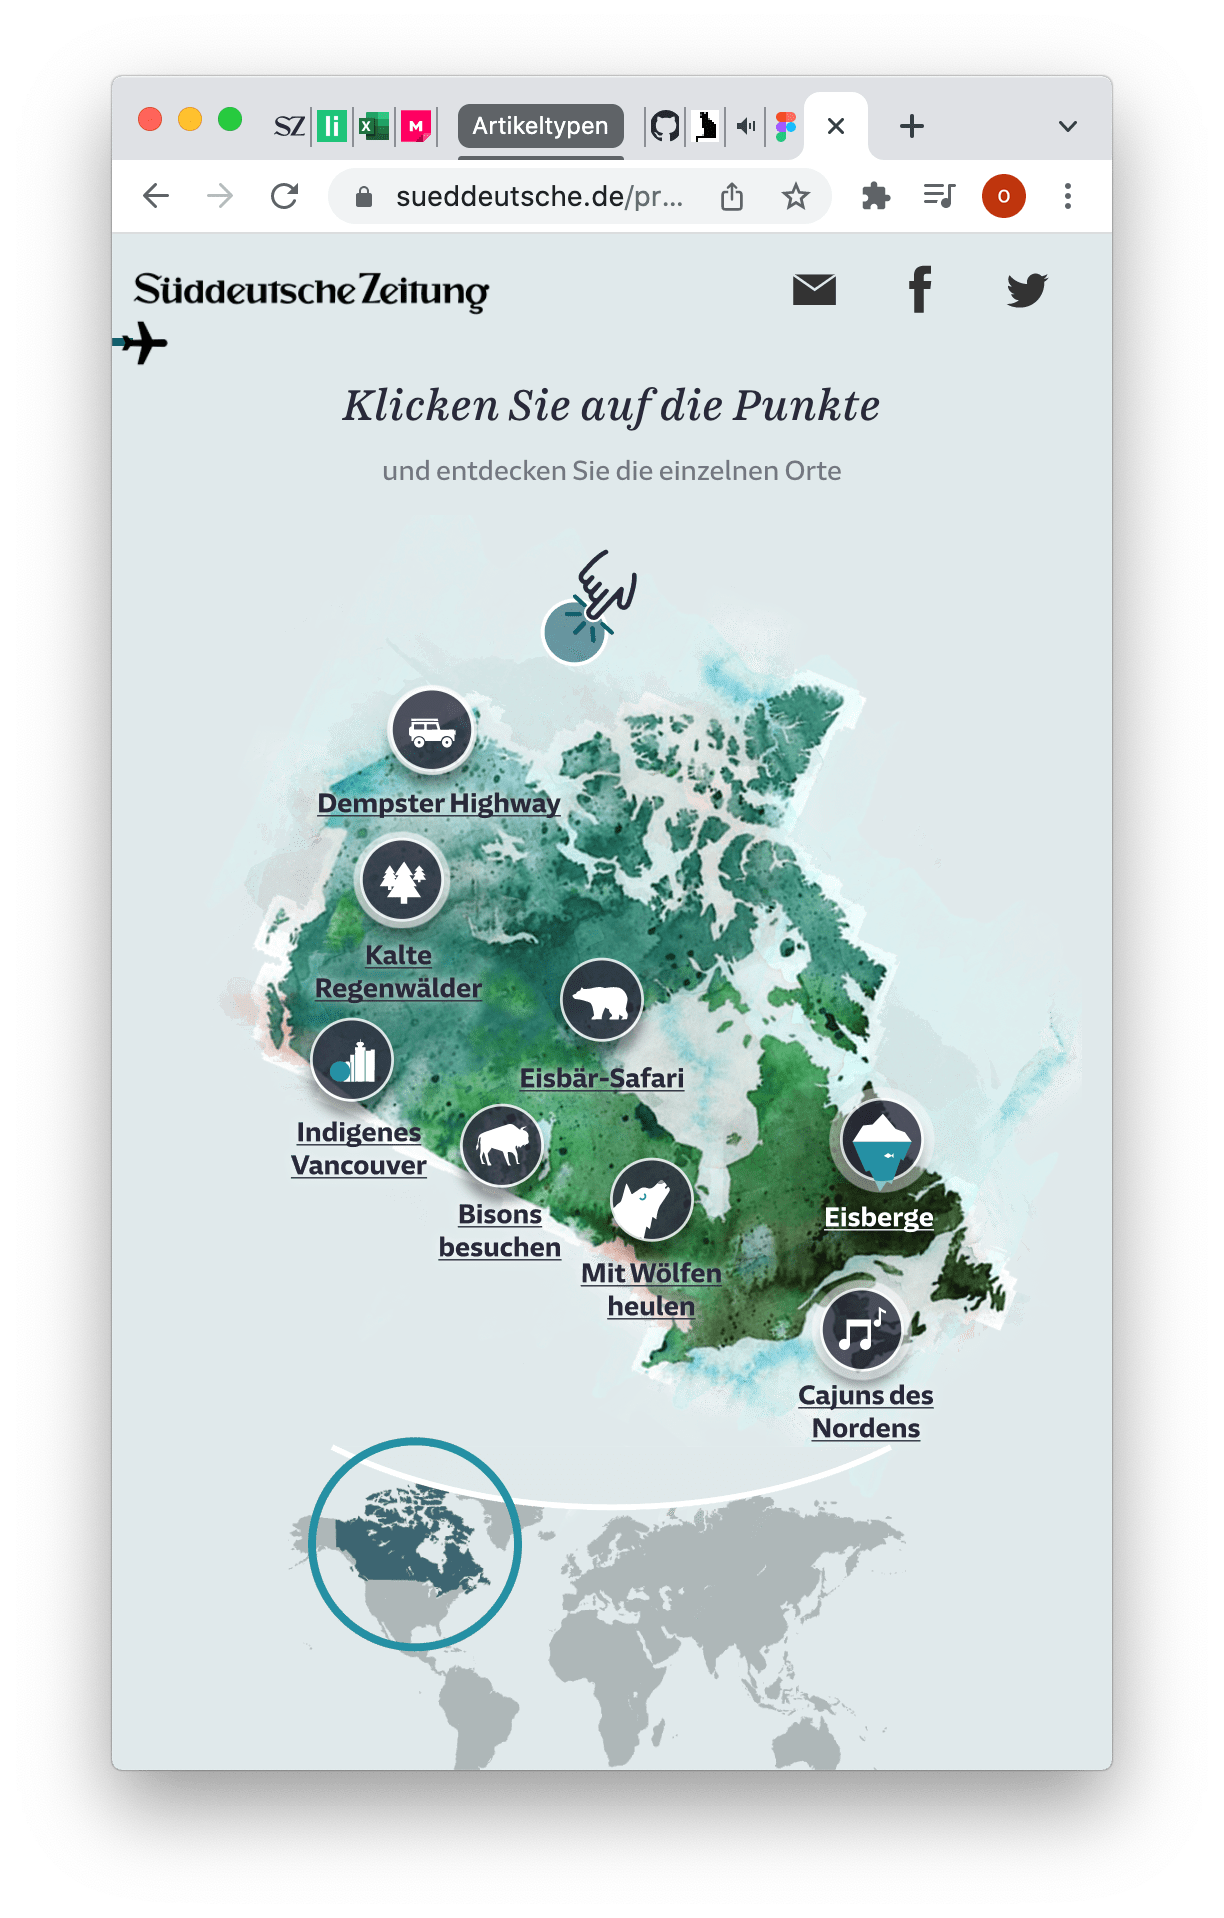 SZ
li
X
M
Artikeltypen
sueddeutsche.de/pr...
O
Süddeutsche Zeitung
Klicken Sie auf die Punkte
und entdecken Sie die einzelnen Orte
Dempster Highway
Kalte
Regenwälder
Eisbär-Safari
Indigenes
Vancouver
Bisons
besuchen
Mit Wölfen
heulen
Eisberge
Cajuns des
Nordens